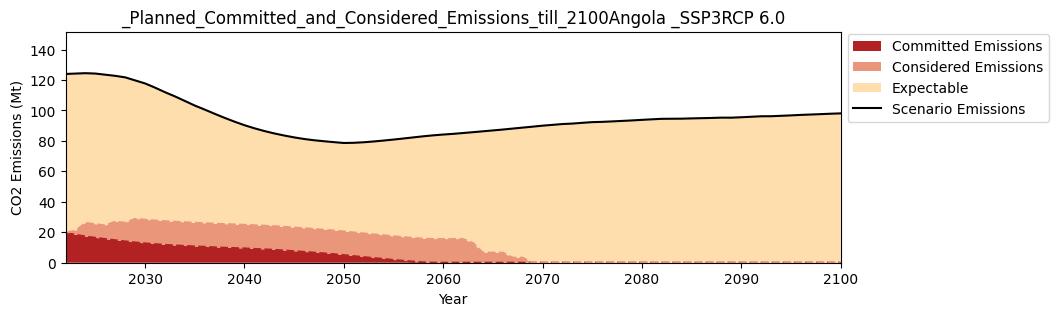 _Planned_Committed_and_Considered_Emissions_till_2100Angola _SSP3RCP 6.0
CO2 Emissions (Mt)
140
120
100
80
60
40
20
0
2030 2040 2050 2060 2070 2080 2090 2100
Year
Committed Emissions
Considered Emissions
Expectable
Scenario Emissions